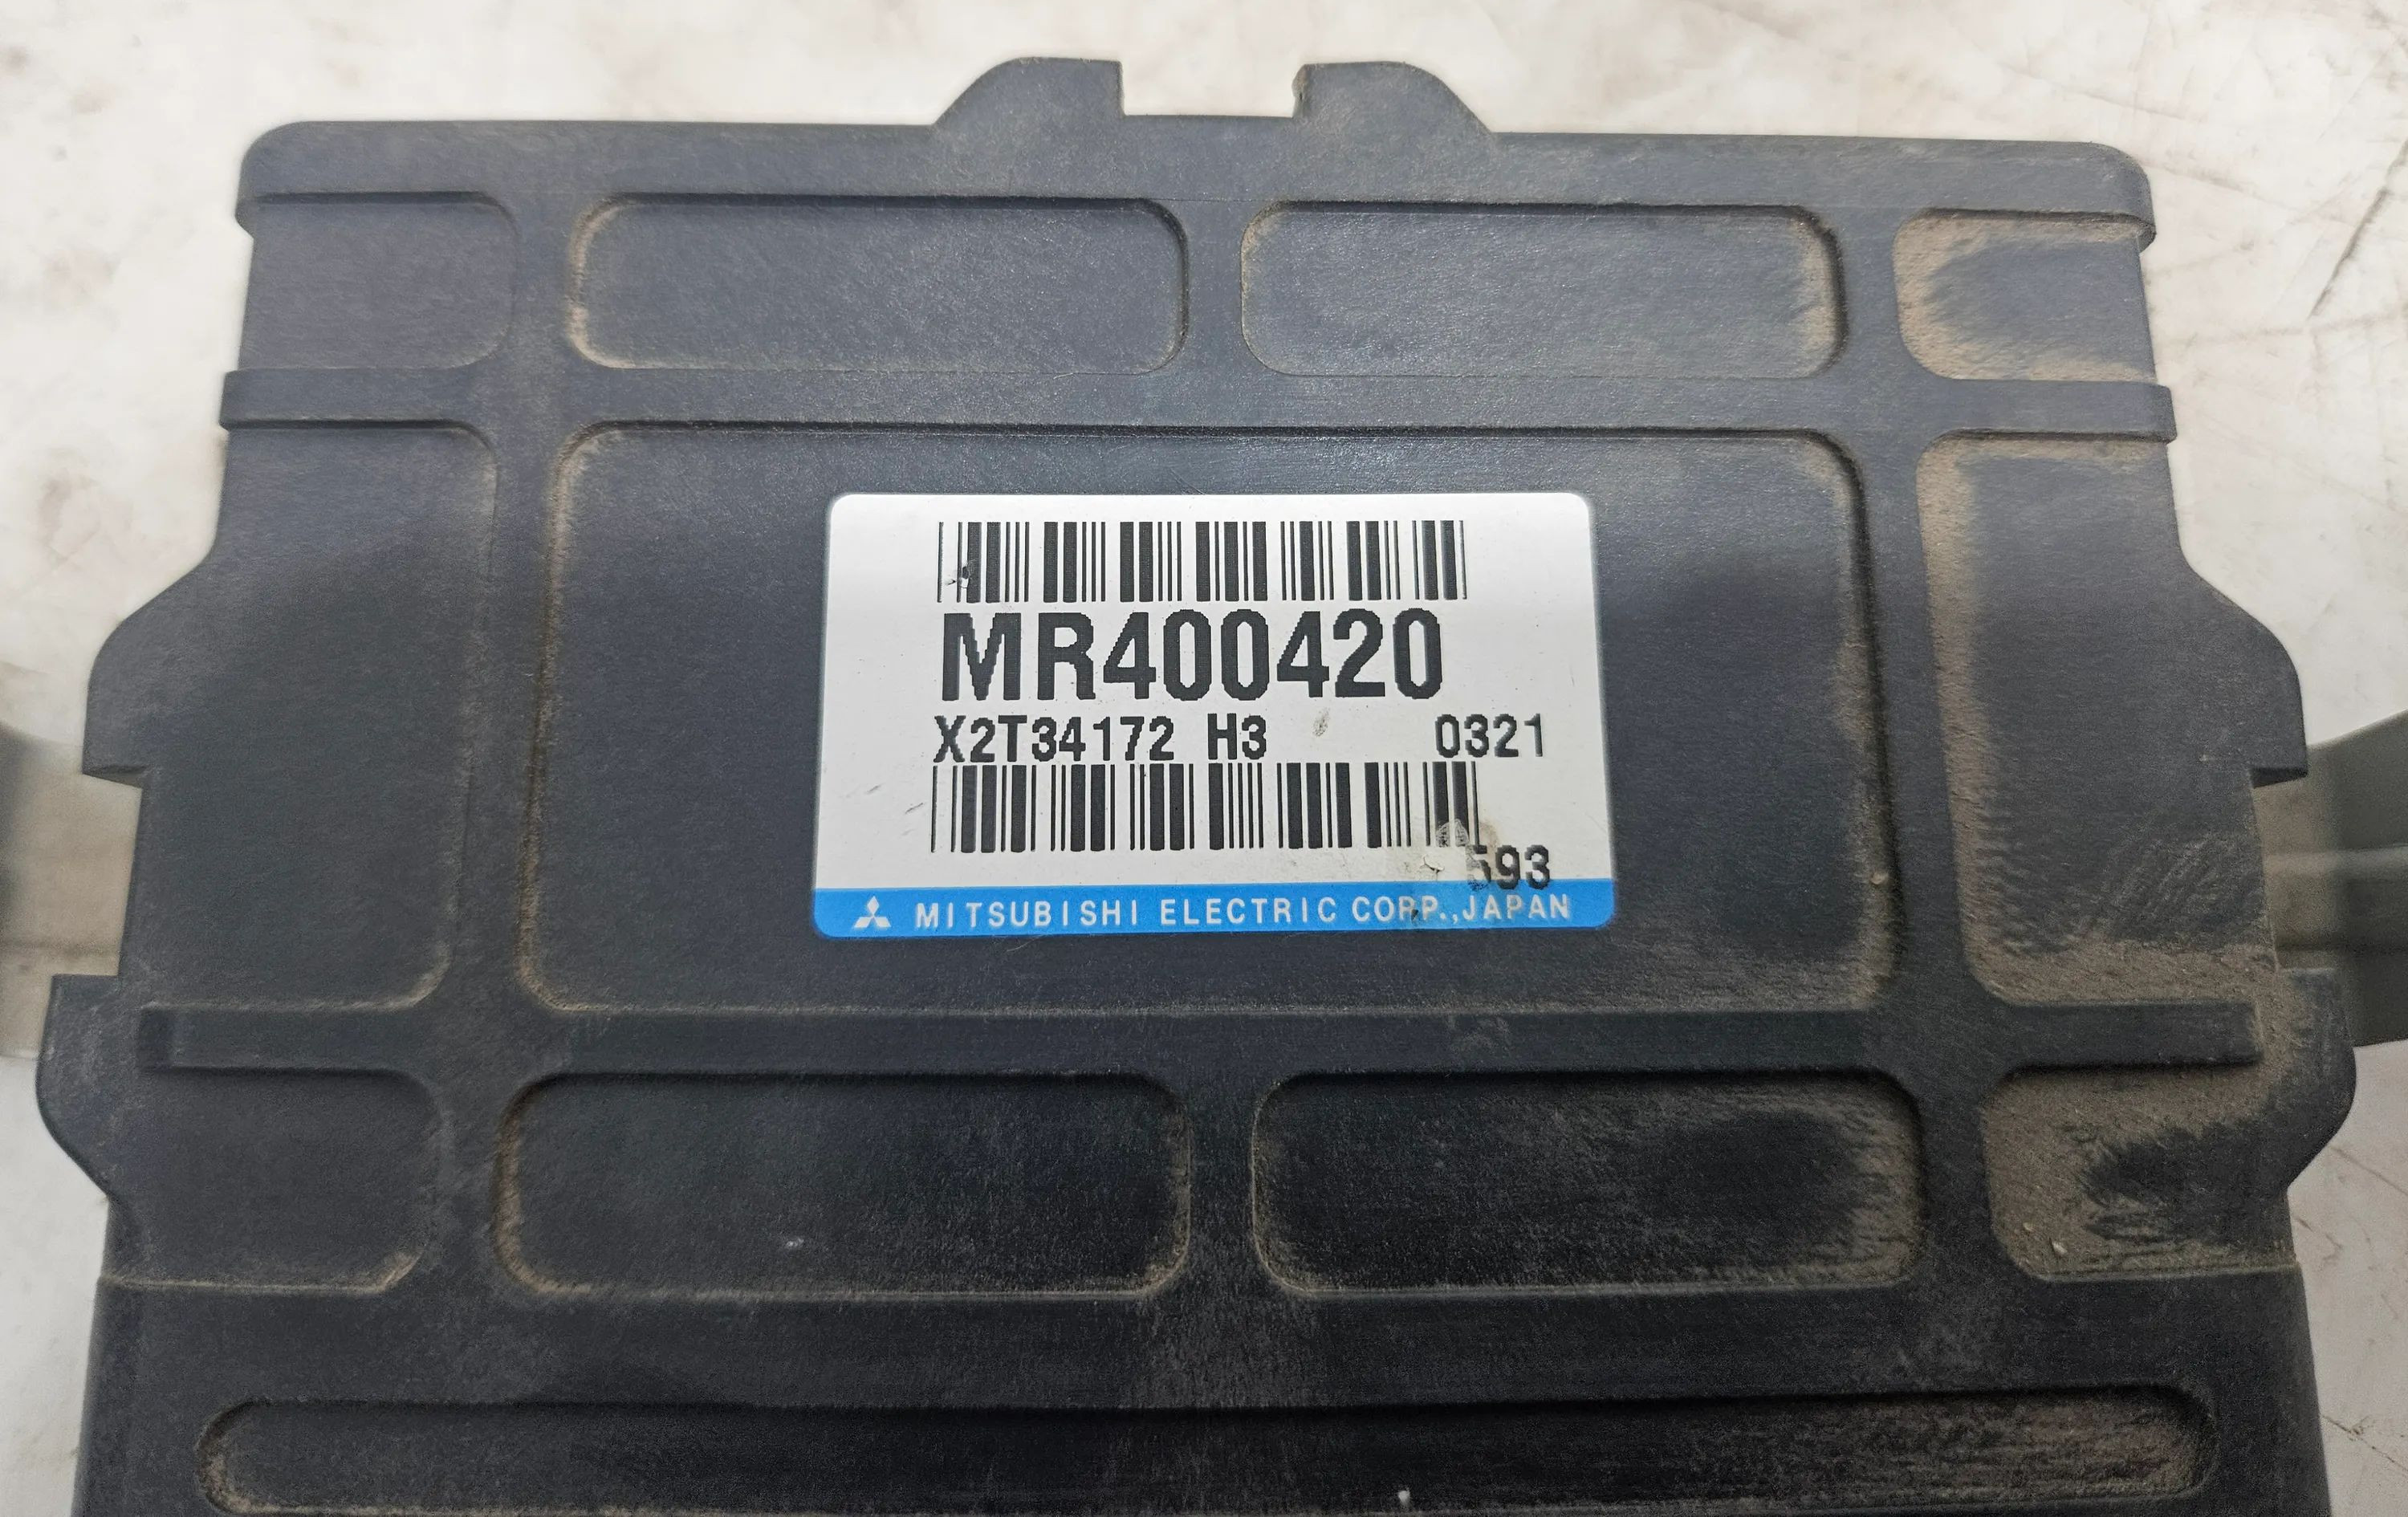 MR400420
X2T34172 H3 0321
593
MITSUBISHI ELECTRIC CORP.,JAPAN